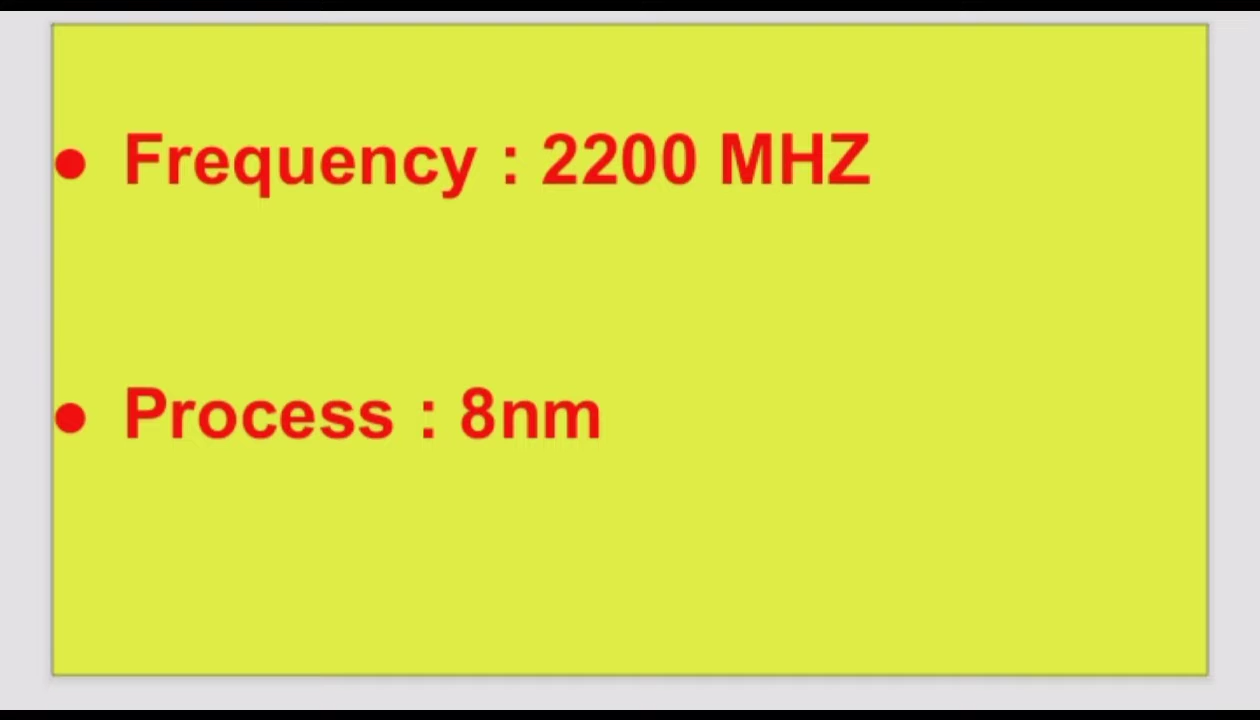 • Frequency : 2200 MHZ
• Process : 8nm